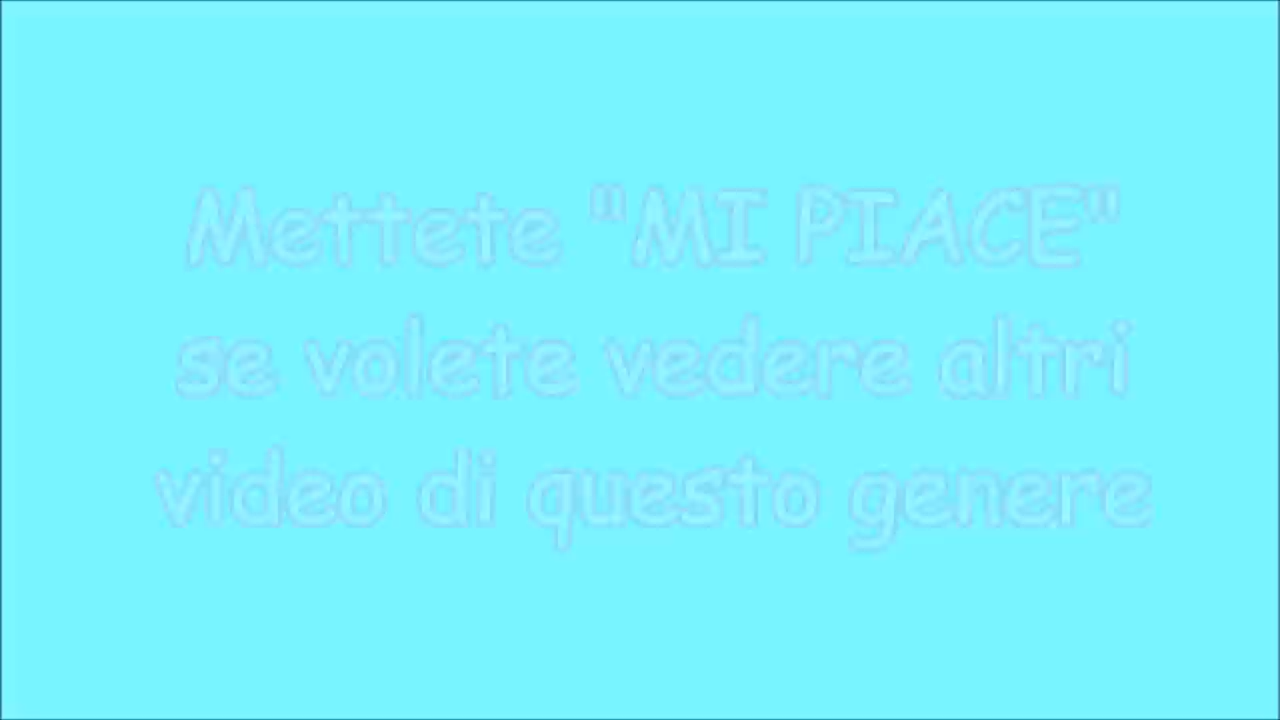 Mettete "MI PIACE"
se volete vedere altri
video di questo genere